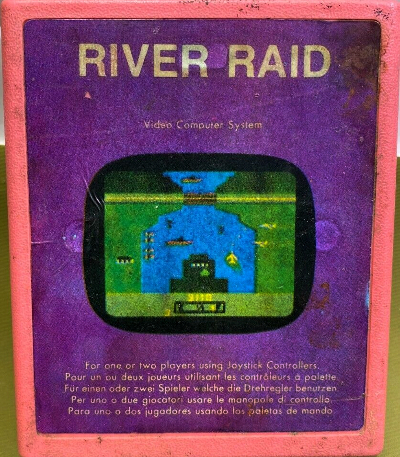 RIVER RAID
Video Computer System
For one or two players using Joystick Controllers.
Pour un ou deux joueurs utilisant les contrôleurs à palette.
Für einen oder zwei Spieler welche die Drehregler benutzen
Per uno o due giocatori usare le manopole di controllo
Para uno o dos jugadores usando las paletas de mando